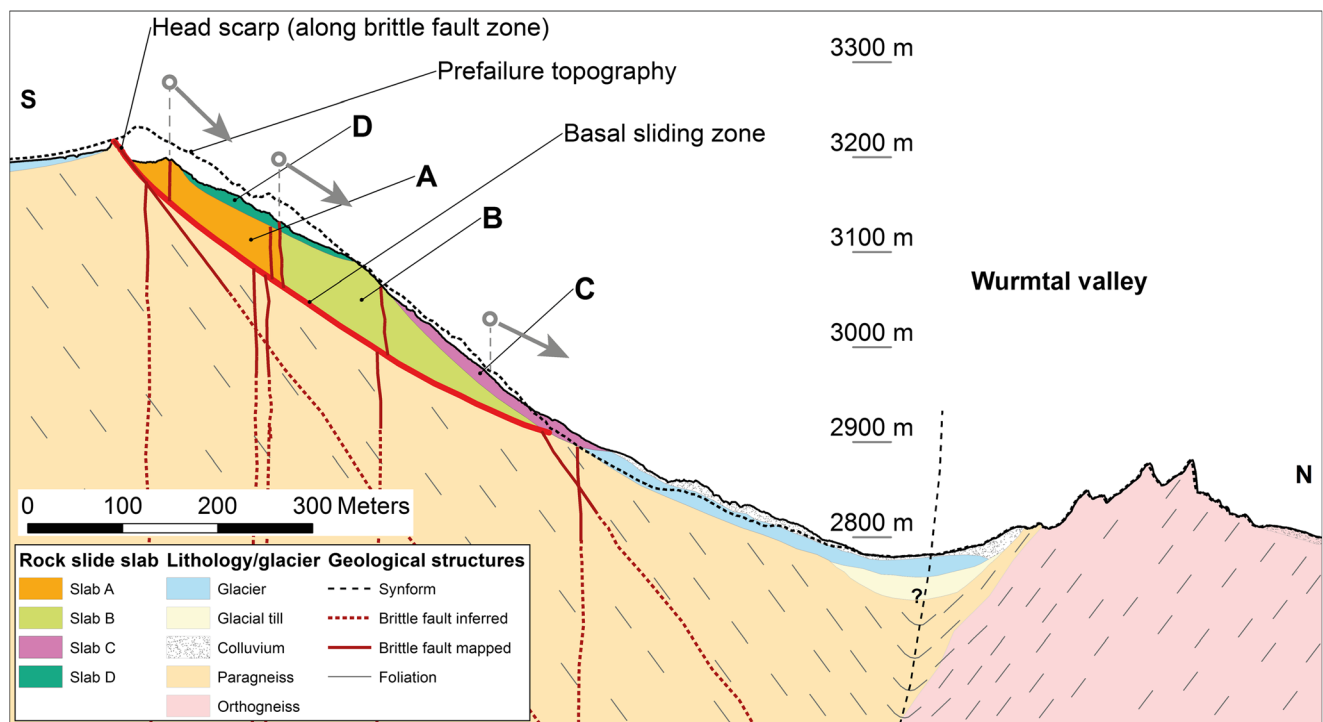 Head scarp (along brittle fault zone)
Prefailure topography
S
D
Basal sliding zone
A
B
C
3300 m
3200 m
3100 m
3000 m
2900 m
2800 m
Wurmtal valley
N
?
0 100 200 300 Meters
Rock slide slab
Slab A
Slab B
Slab C
Slab D
Lithology/glacier
Glacier
Glacial till
Colluvium
Paragneiss
Orthogneiss
Geological structures
Synform
Brittle fault inferred
Brittle fault mapped
Foliation